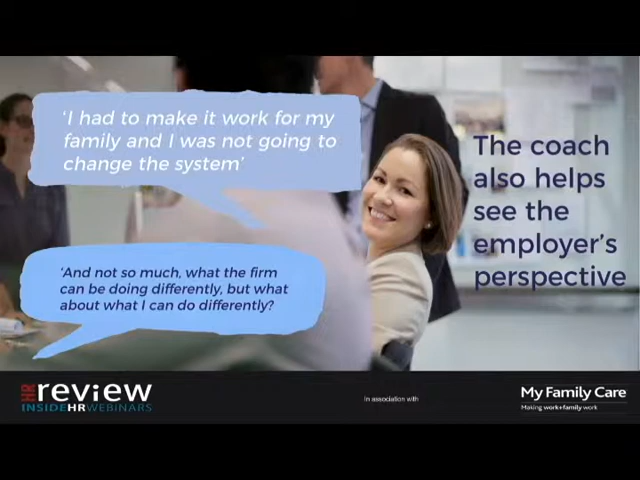 ‘I had to make it work for my
family and I was not going to
change the system’
The coach
also helps
see the
employer’s
perspective
‘And not so much, what the firm
can be doing differently, but what
about what I can do differently?
HR review
INSIDEHR WEBINARS
In association with
My Family Care
Making work+family work